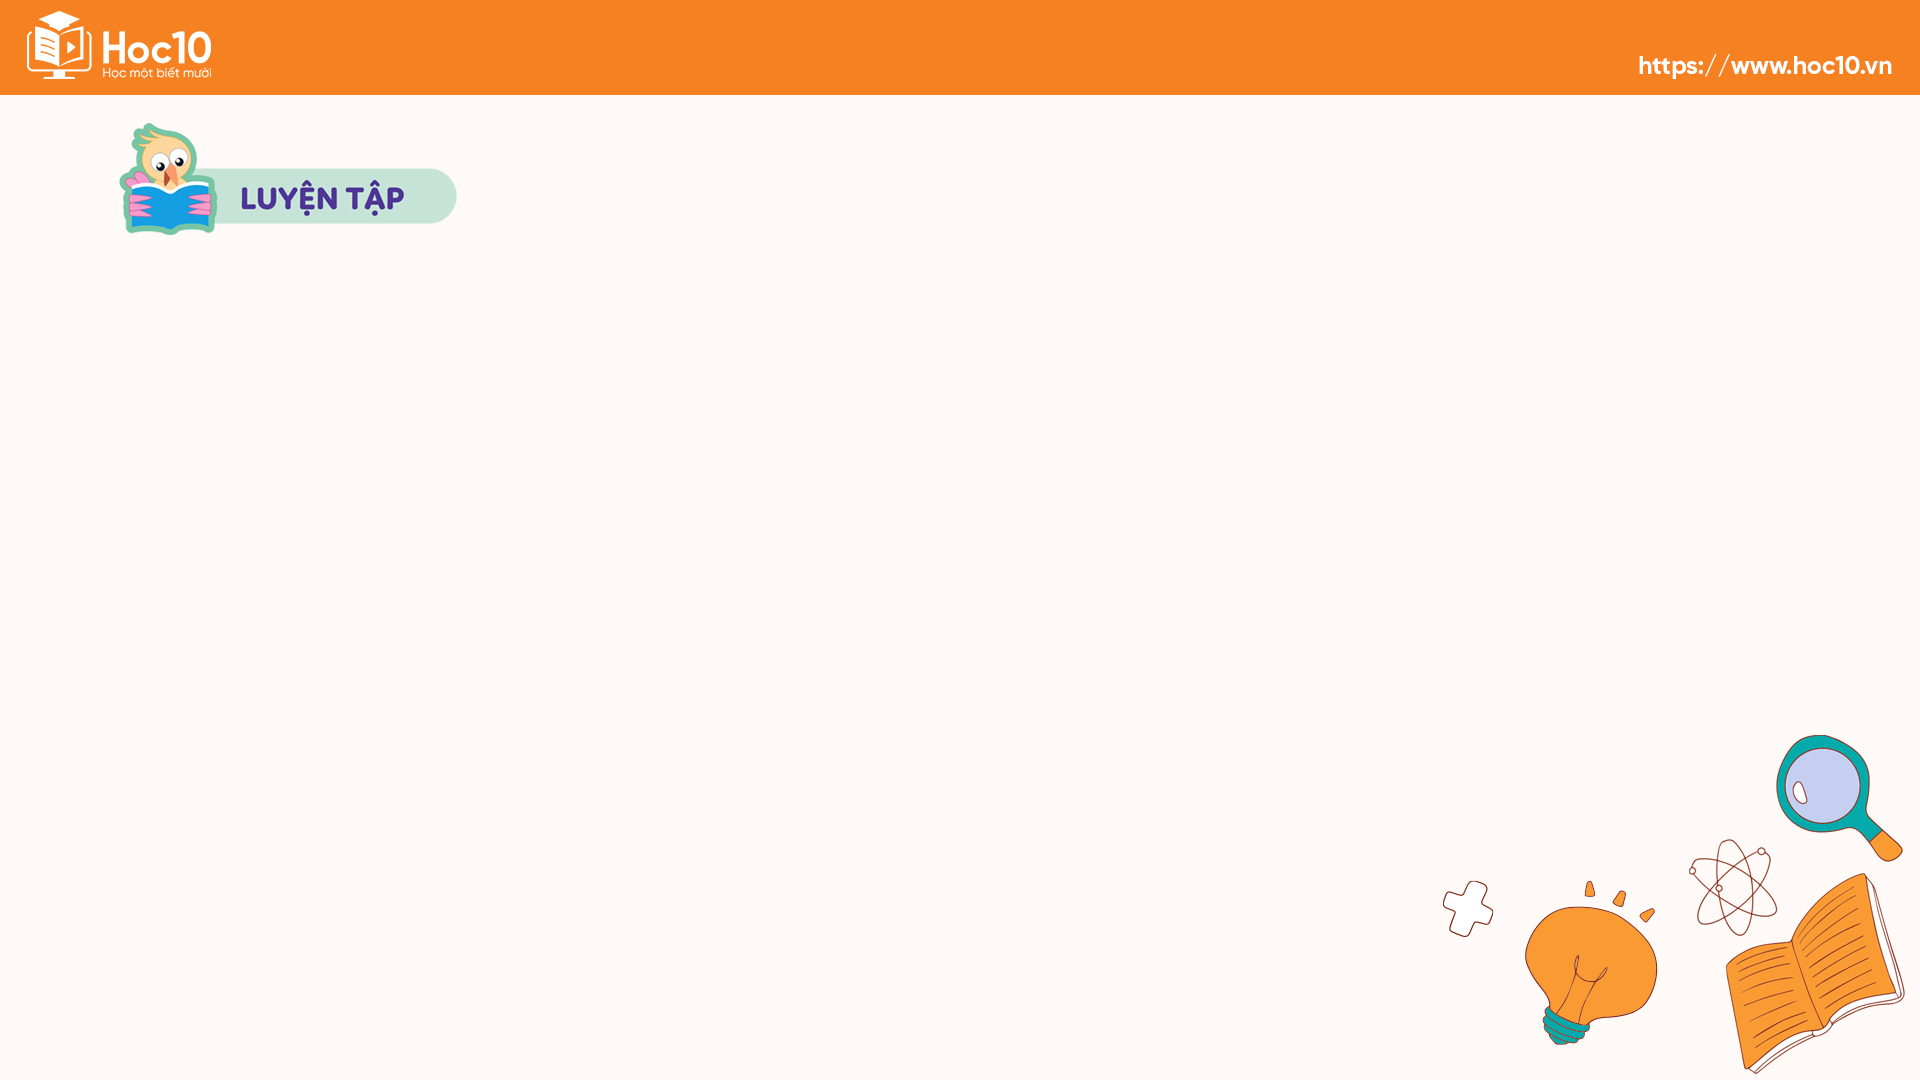 Hoc10
Học một biết mười
https://www.hoc10.vn
LUYỆN TẬP